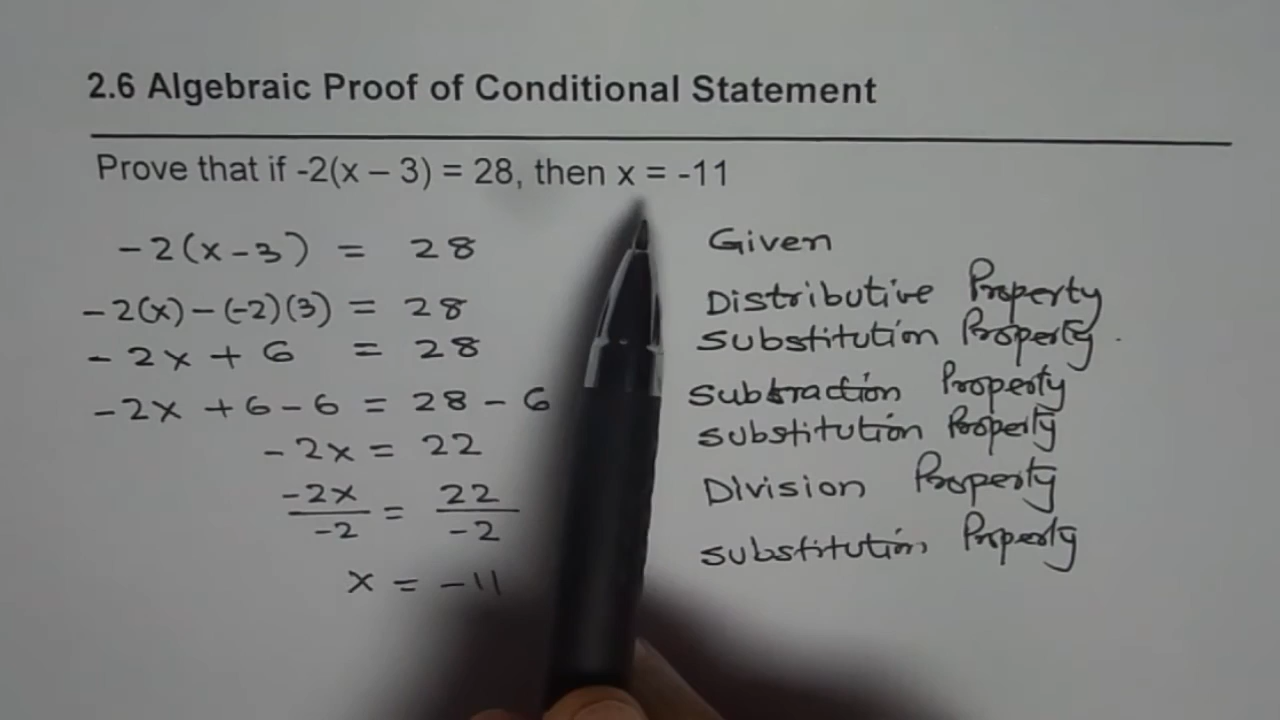 2.6 Algebraic Proof of Conditional Statement
Prove that if -2(x – 3) = 28, then x = -11
-2(x-3) = 28 Given
-2(x)-(-2)(3) = 28 Distributive Property
-2x + 6 = 28 Substitution Property.
-2x +6-6 = 28-6 Subtraction Property
-2x = 22 Substitution Property
-2x/-2 = 22/-2 Division Property
x = -11 Substitution Property